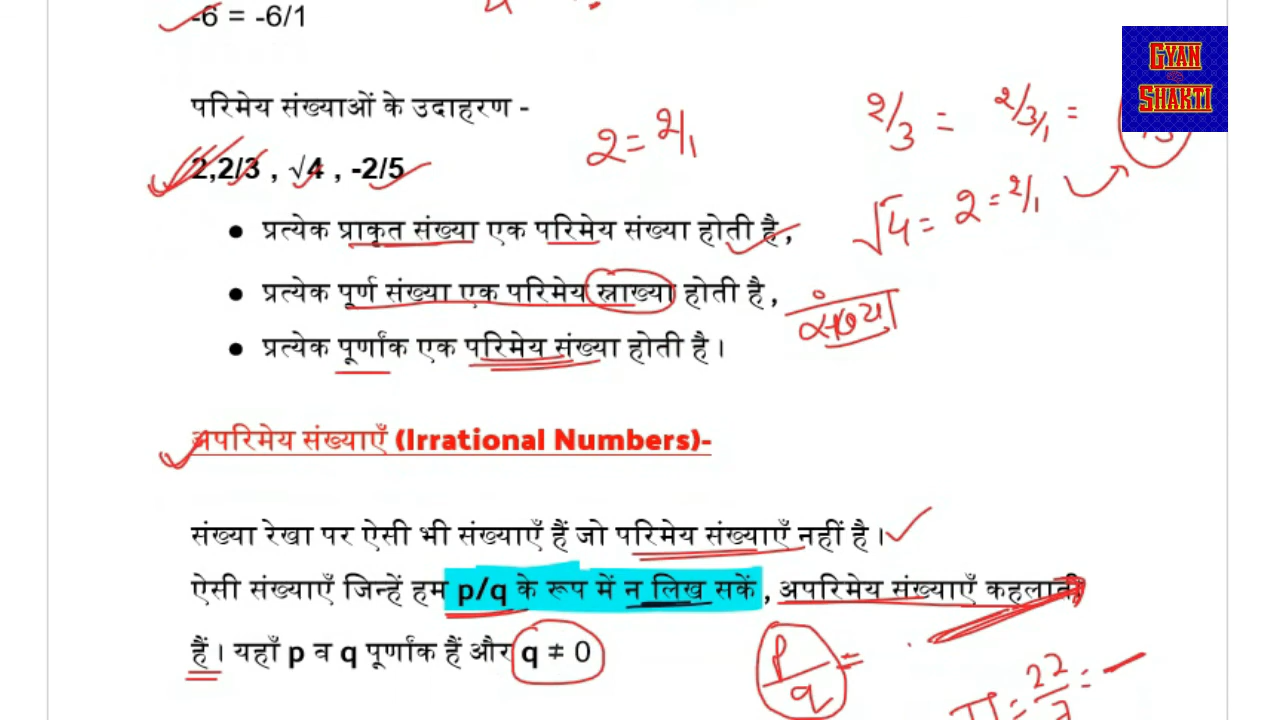 -6 = -6/1
GYAN
SHAKTI
परिमेय संख्याओं के उदाहरण -
2 = 2/1
2/3 = 2/3/1 =
2,2/3 , √4 , -2/5
√4 = 2 = 2/1
प्रत्येक प्राकृत संख्या एक परिमेय संख्या होती है,
प्रत्येक पूर्ण संख्या एक परिमेय स्नाख्या होती है,
संख्या
प्रत्येक पूर्णांक एक परिमेय संख्या होती है।
अपरिमेय संख्याएँ (Irrational Numbers)-
संख्या रेखा पर ऐसी भी संख्याएँ हैं जो परिमेय संख्याएँ नहीं है।
ऐसी संख्याएँ जिन्हें हम p/q के रूप में न लिख सकें , अपरिमेय संख्याएँ कहलाती
हैं। यहाँ p व q पूर्णांक हैं और q ≠ 0
p/q =
π = 22/7 =